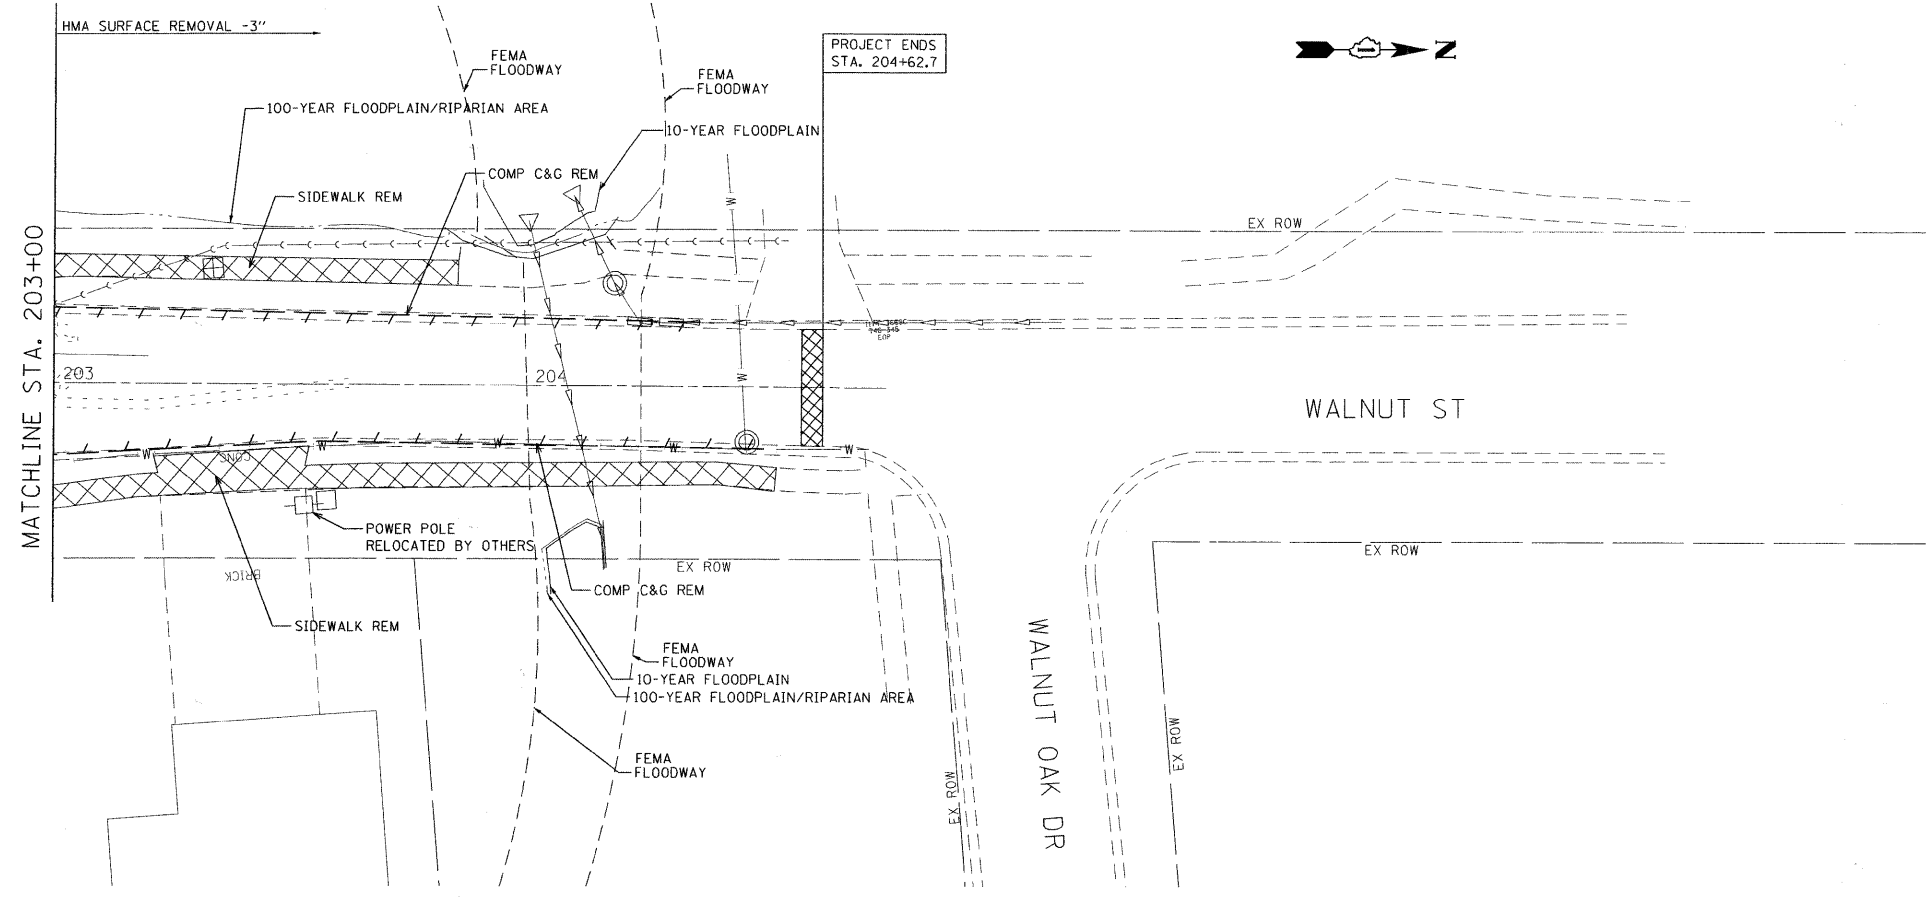 HMA SURFACE REMOVAL -3"
PROJECT ENDS
STA. 204+62.7
N
FEMA
FLOODWAY
FEMA
FLOODWAY
100-YEAR FLOODPLAIN/RIPARIAN AREA
10-YEAR FLOODPLAIN
COMP C&G REM
SIDEWALK REM
W
EX ROW
MATCHLINE STA. 203+00
EOP
203
204
W
WALNUT ST
W
W
W
W
W
CONC
POWER POLE
RELOCATED BY OTHERS
EX ROW
EX ROW
BRICK
COMP C&G REM
SIDEWALK REM
FEMA
FLOODWAY
10-YEAR FLOODPLAIN
100-YEAR FLOODPLAIN/RIPARIAN AREA
WALNUT OAK DR
FEMA
FLOODWAY
EX ROW
EX ROW